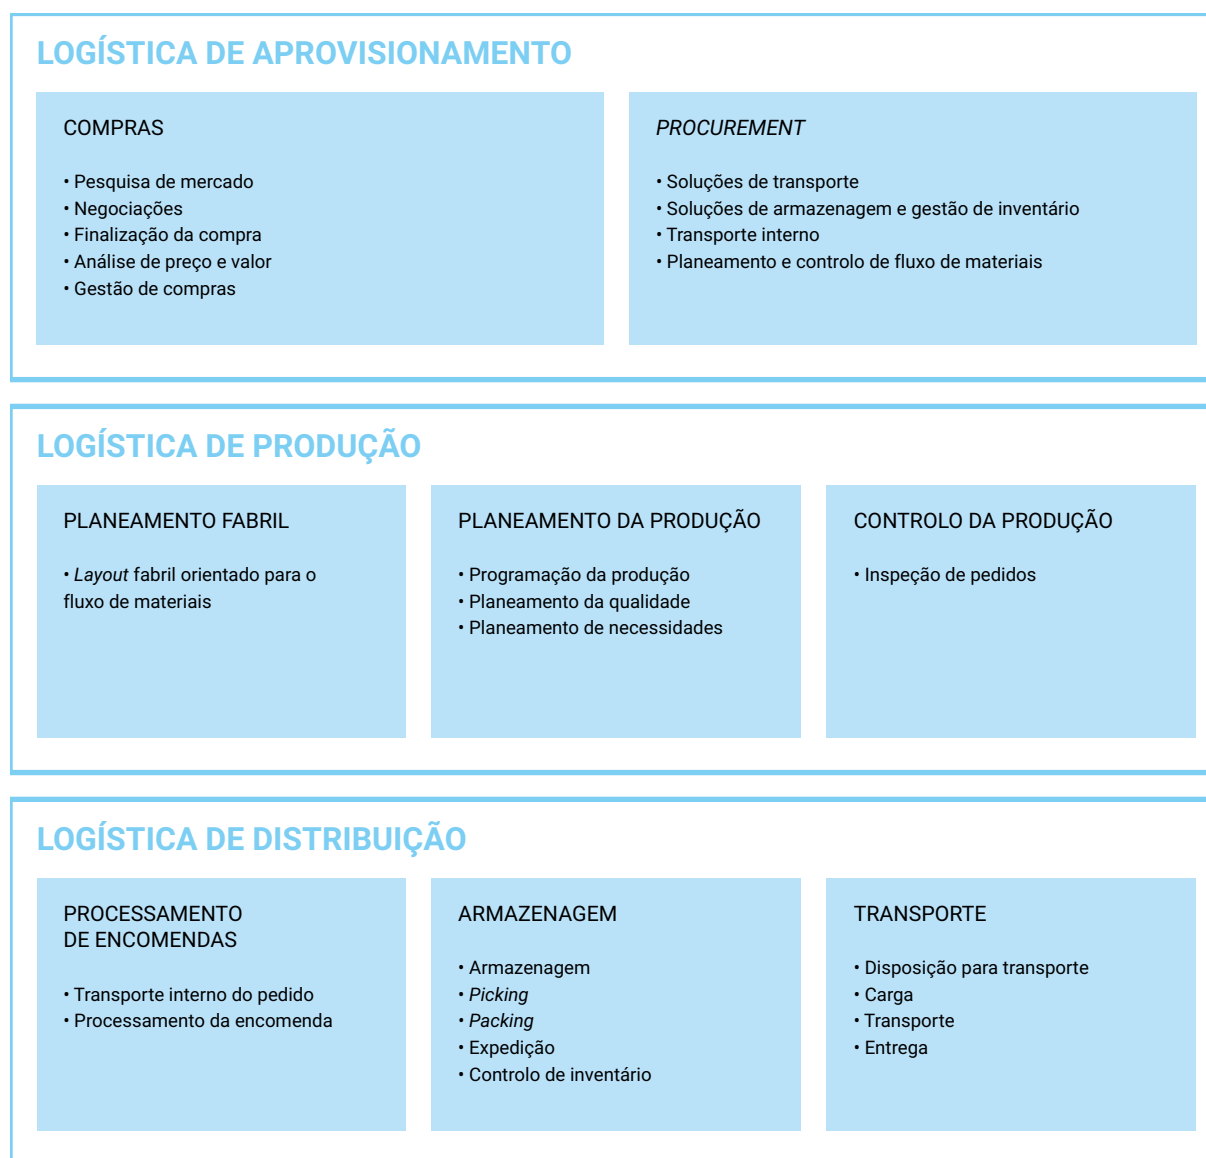 LOGÍSTICA DE APROVISIONAMENTO
COMPRAS
• Pesquisa de mercado
• Negociações
• Finalização da compra
• Análise de preço e valor
• Gestão de compras
PROCUREMENT
• Soluções de transporte
• Soluções de armazenagem e gestão de inventário
• Transporte interno
• Planeamento e controlo de fluxo de materiais
LOGÍSTICA DE PRODUÇÃO
PLANEAMENTO FABRIL
• Layout fabril orientado para o
fluxo de materiais
PLANEAMENTO DA PRODUÇÃO
• Programação da produção
• Planeamento da qualidade
• Planeamento de necessidades
CONTROLO DA PRODUÇÃO
• Inspeção de pedidos
LOGÍSTICA DE DISTRIBUIÇÃO
PROCESSAMENTO
DE ENCOMENDAS
• Transporte interno do pedido
• Processamento da encomenda
ARMAZENAGEM
• Armazenagem
• Picking
• Packing
• Expedição
• Controlo de inventário
TRANSPORTE
• Disposição para transporte
• Carga
• Transporte
• Entrega